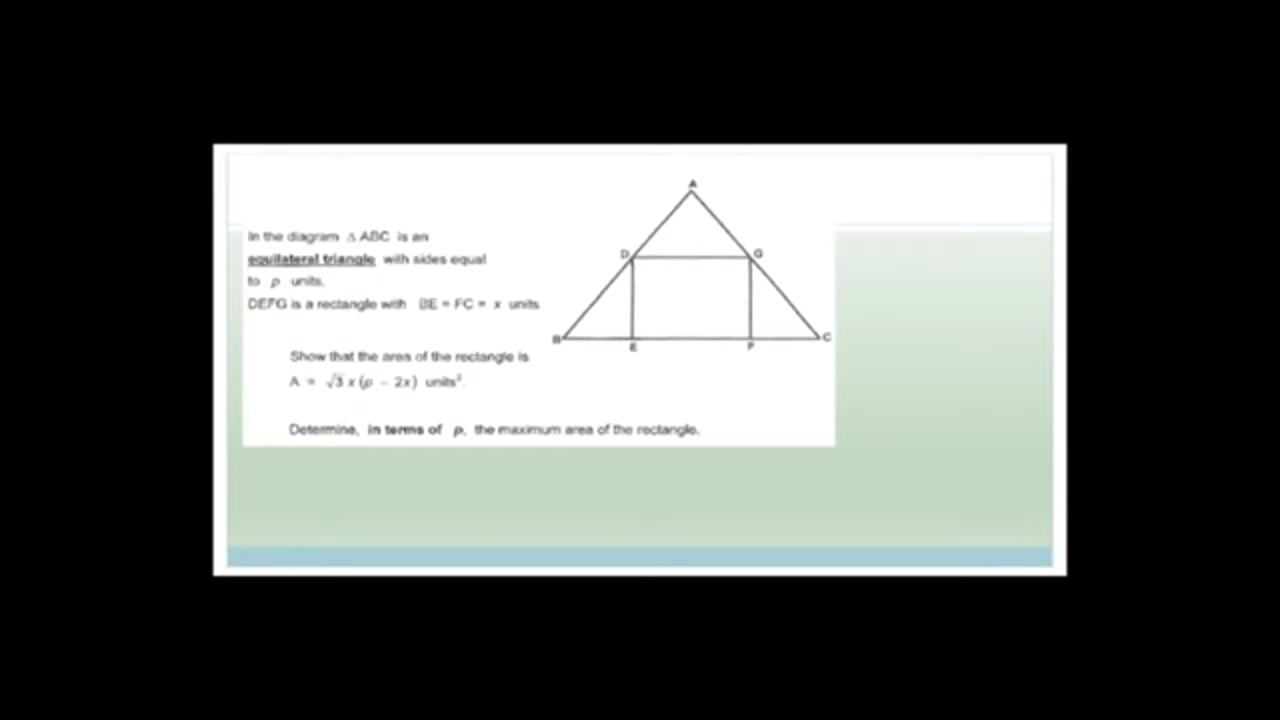 In the diagram Δ ABC is an
equilateral triangle with sides equal
to p units.
DEFG is a rectangle with BE = FC = x units
Show that the area of the rectangle is
A = √3 x (p − 2x) units².
Determine, in terms of p, the maximum area of the rectangle.
A
D
G
B
E
F
C